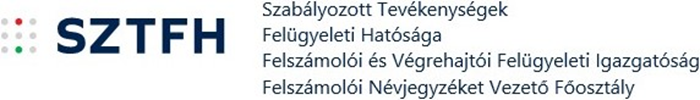 SZTFH
Szabályozott Tevékenységek
Felügyeleti Hatósága
Felszámolói és Végrehajtói Felügyeleti Igazgatóság
Felszámolói Névjegyzéket Vezető Főosztály